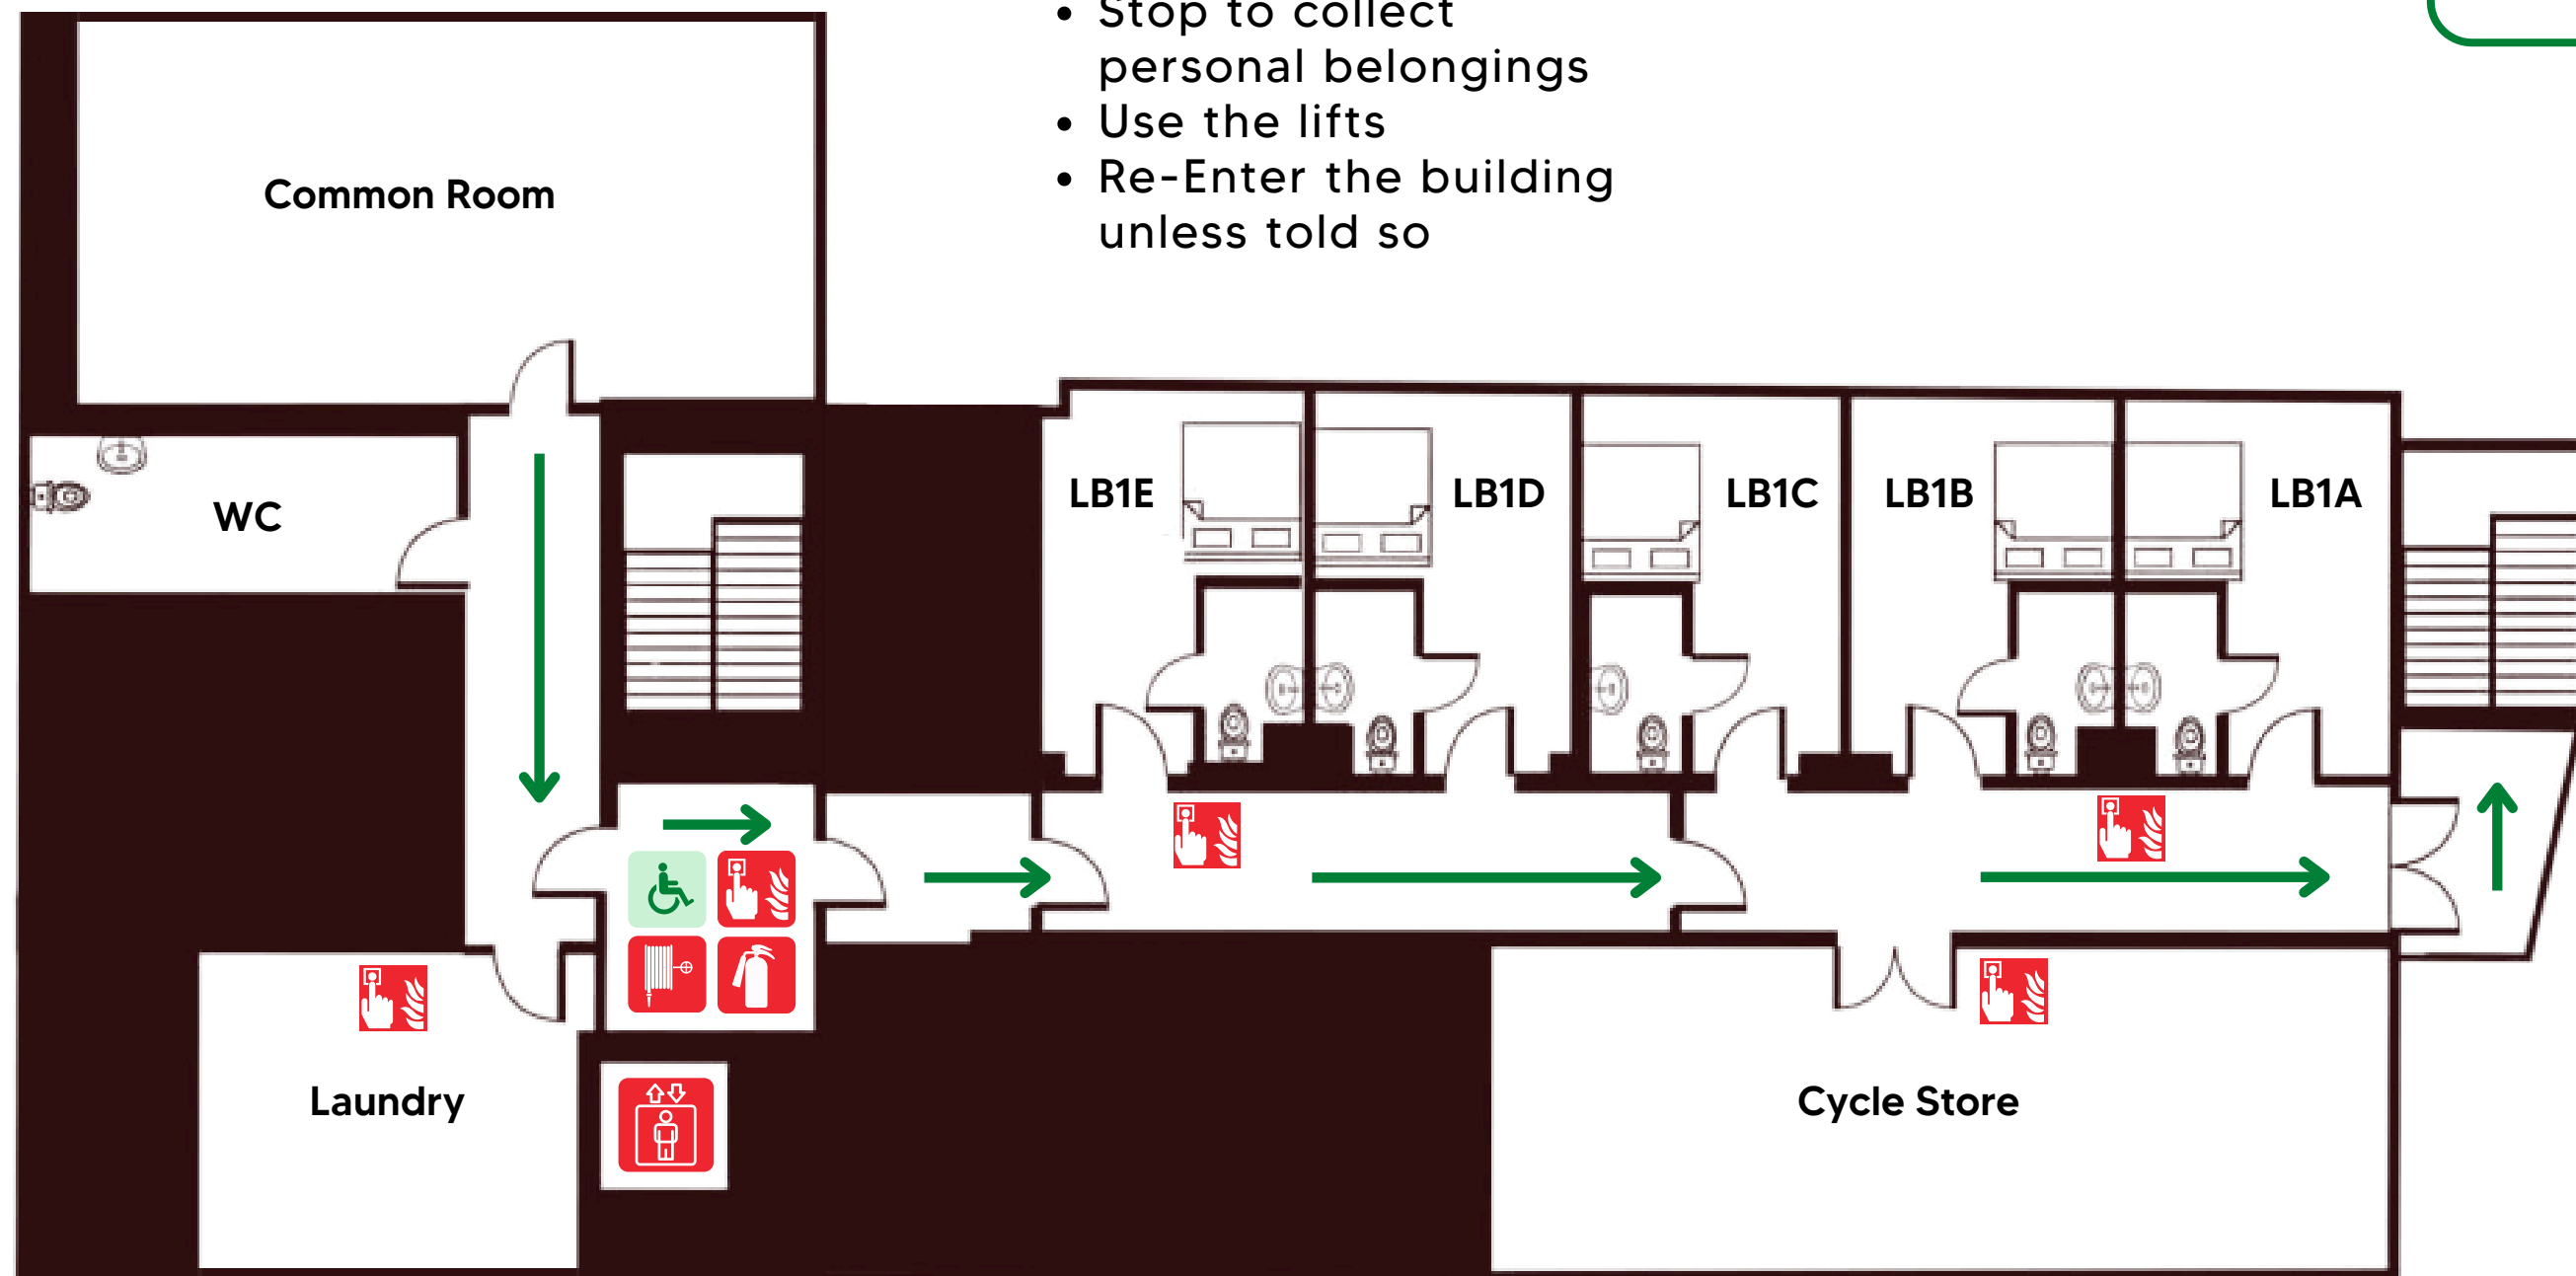 • Stop to collect
personal belongings
• Use the lifts
• Re-Enter the building
unless told so
Common Room
WC
LB1E
LB1D
LB1C
LB1B
LB1A
Laundry
Cycle Store